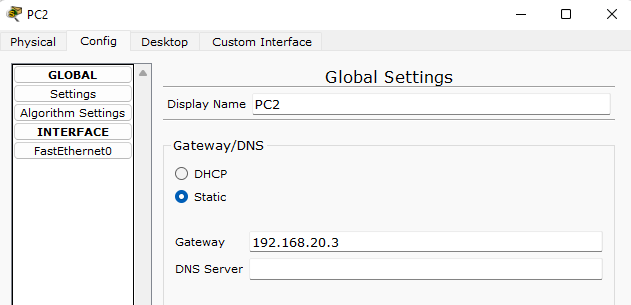 PC2
Physical Config Desktop Custom Interface
GLOBAL
Settings
Algorithm Settings
INTERFACE
FastEthernet0
Global Settings
Display Name PC2
Gateway/DNS
DHCP
Static
Gateway 192.168.20.3
DNS Server